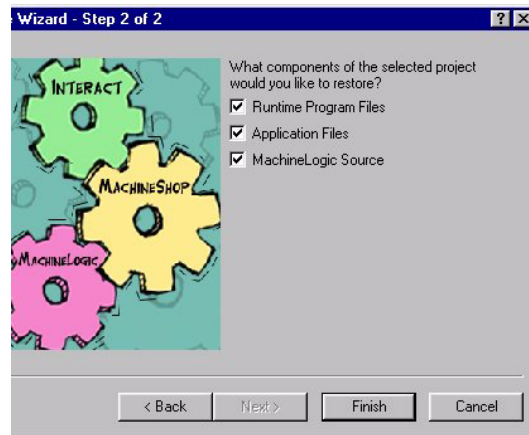 Wizard - Step 2 of 2
What components of the selected project
would you like to restore?
Runtime Program Files
Application Files
MachineLogic Source
INTERACT
MACHINESHOP
MACHINELOGIC
< Back
Next >
Finish
Cancel